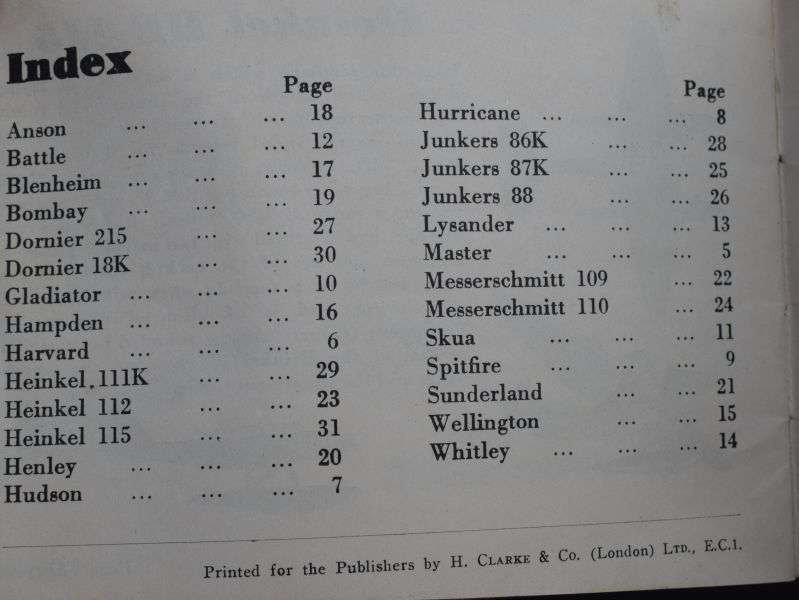 Index
Page
Anson ... ... ... 18
Battle ... ... ... 12
Blenheim ... ... ... 17
Bombay ... ... ... 19
Dornier 215 ... ... 27
Dornier 18K ... ... 30
Gladiator ... ... ... 10
Hampden ... ... ... 16
Harvard ... ... ... 6
Heinkel.111K ... ... 29
Heinkel 112 ... ... 23
Heinkel 115 ... ... 31
Henley ... ... ... 20
Hudson ... ... ... 7
Page
Hurricane ... ... ... 8
Junkers 86K ... ... 28
Junkers 87K ... ... 25
Junkers 88 ... ... 26
Lysander ... ... ... 13
Master ... ... ... 5
Messerschmitt 109 ... 22
Messerschmitt 110 ... 24
Skua ... ... ... 11
Spitfire ... ... ... 9
Sunderland ... ... 21
Wellington ... ... 15
Whitley ... ... ... 14
Printed for the Publishers by H. Clarke & Co. (London) Ltd., E.C.1.